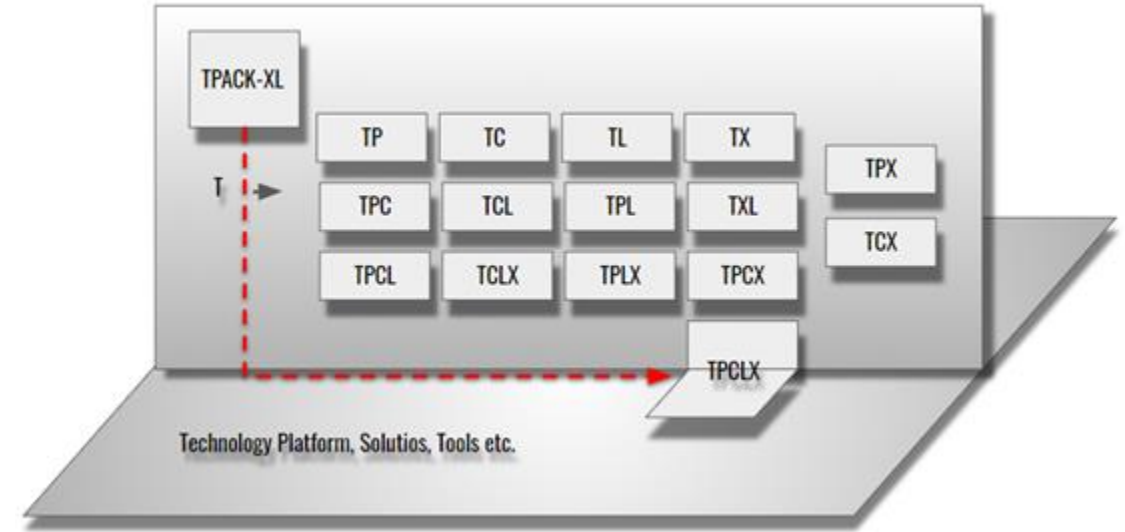 TPACK-XL
TP TC TL TX
TPX
T
TPC TCL TPL TXL
TCX
TPCL TCLX TPLX TPCX
TPCLX
Technology Platform, Solutios, Tools etc.